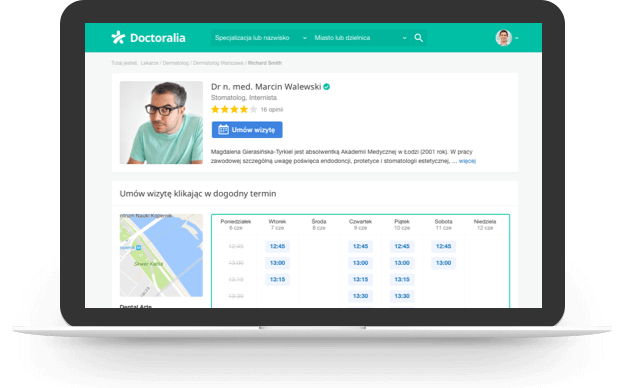 Doctoralia
Specjalizacja lub nazwisko
Miasto lub dzielnica
Tutaj jesteś: Lekarze / Dermatolog / Dermatolog Warszawa / Richard Smith
Dr n. med. Marcin Walewski
Stomatolog, Internista
16 opinii
Umów wizytę
Magdalena Gierasińska-Tyrkiel jest absolwentką Akademii Medycznej w Łodzi (2001 rok). W pracy
zawodowej szczególną uwagę poświęca endodoncji, protetyce i stomatologii estetycznej, ... więcej
Umów wizytę klikając w dogodny termin
Centrum Nauki Kopernik
Skwer Kahla
Dental Arte
Poniedziałek Wtorek Środa Czwartek Piątek Sobota Niedziela
6 cze 7 cze 8 cze 9 cze 10 cze 11 cze 12 cze
12:45 12:45 12:45 12:45 12:45
13:00 13:00 13:00 13:00 13:00
13:15 13:15 13:15 13:15
13:30 13:30 13:30